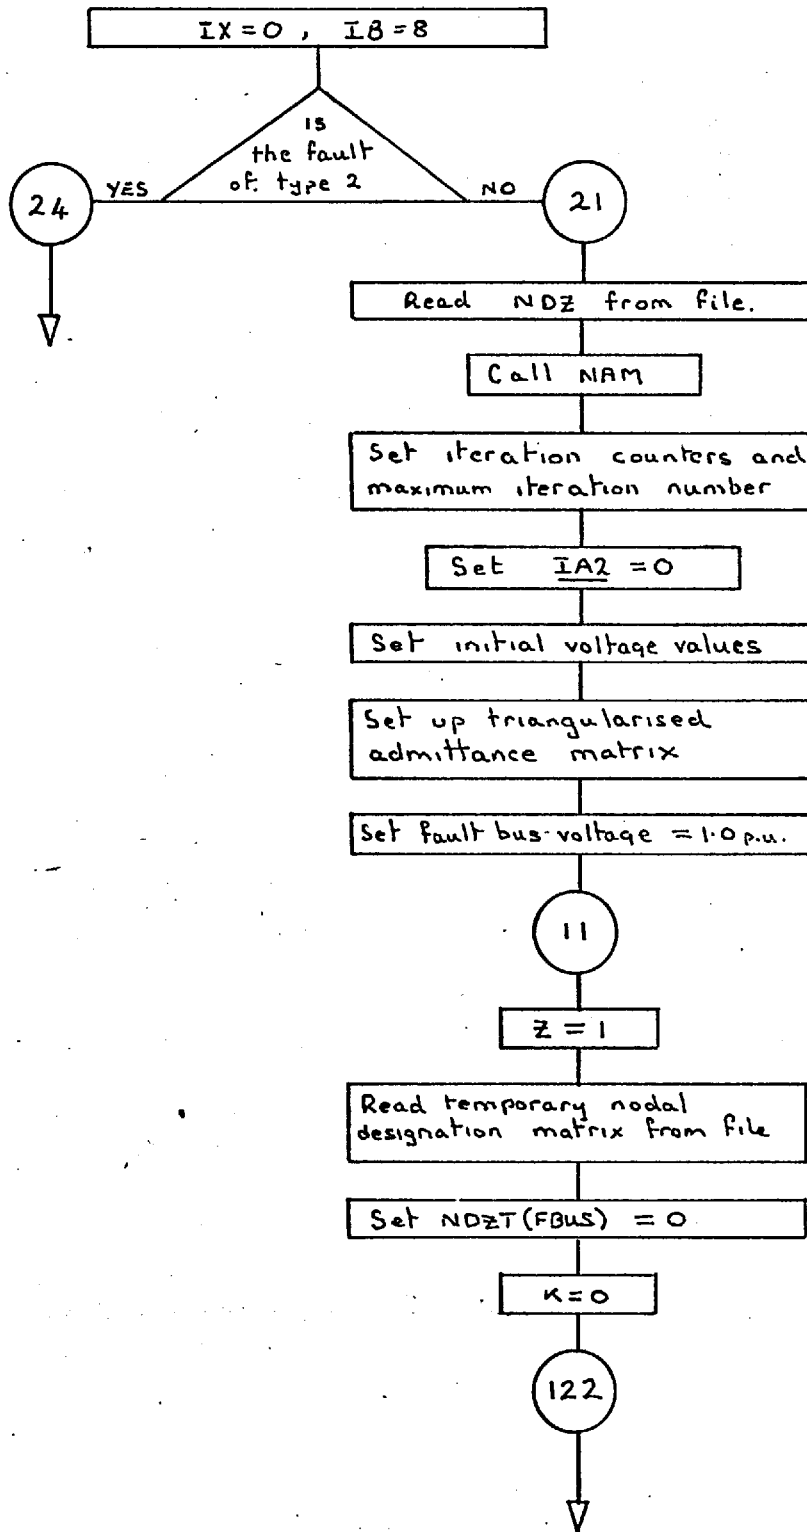 IX=0, IB=8
is
the fault
of type 2
YES
NO
24
21
Read NDZ from file.
Call NAM
Set iteration counters and
maximum iteration number
Set IA2 = 0
Set initial voltage values
Set up triangularised
admittance matrix
Set fault bus-voltage = 1.0 p.u.
11
Z = 1
Read temporary nodal
designation matrix from file
Set NDZT(FBUS) = 0
K=0
122